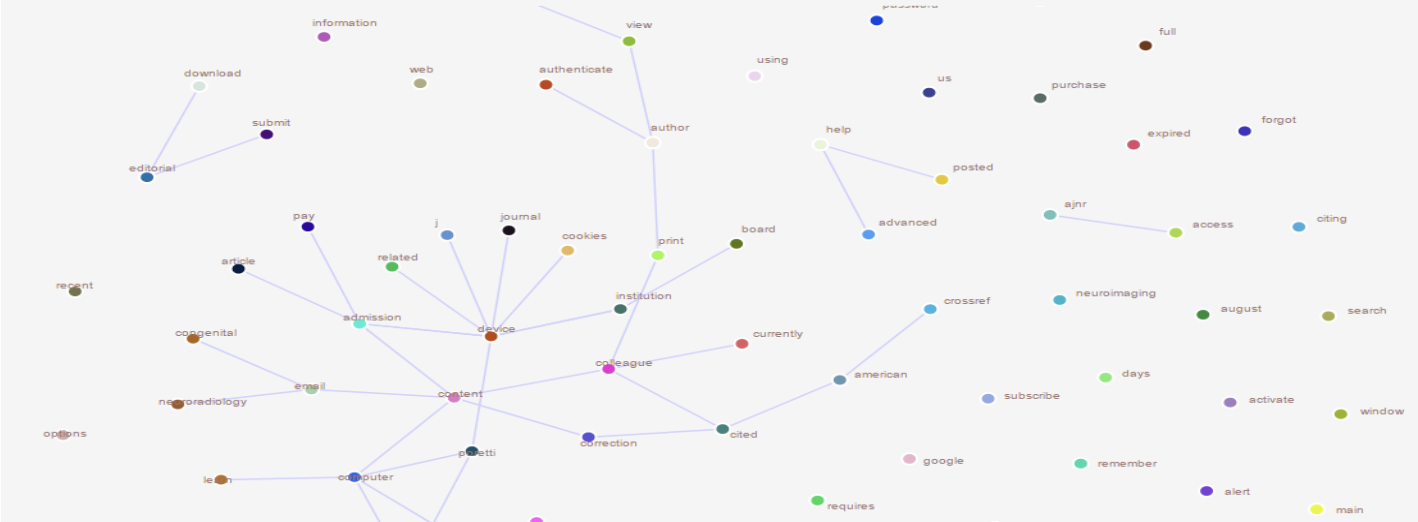 password
information
view
full
using
web
authenticate
download
us
purchase
submit
author
help
forgot
expired
editorial
posted
ajnr
pay
j
journal
board
advanced
access
citing
cookies
print
related
article
recent
institution
crossref
neuroimaging
august
search
admission
device
congenital
currently
colleague
american
days
email
content
subscribe
activate
neuroradiology
window
options
cited
correction
poretti
google
remember
learn
computer
alert
requires
main